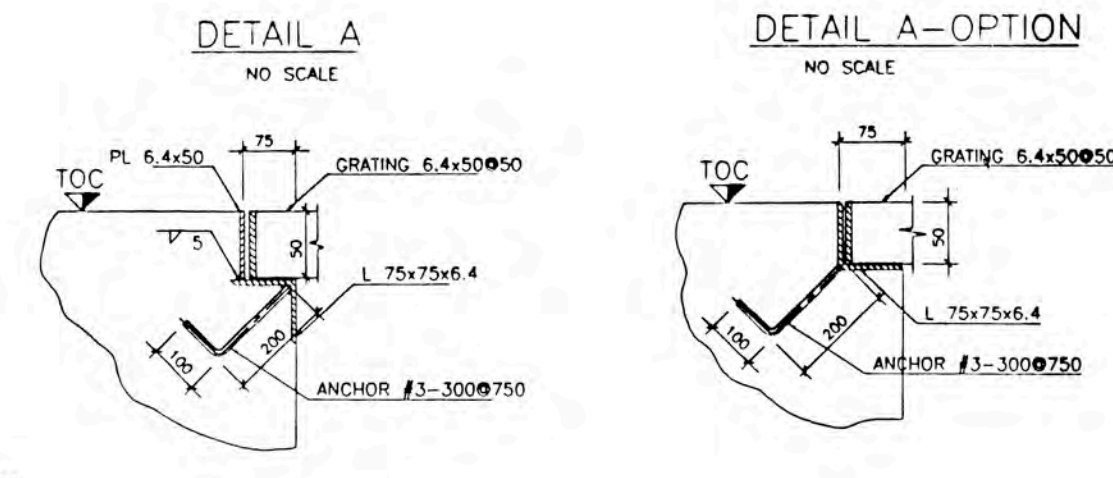 DETAIL A
NO SCALE
75
PL 6.4x50
GRATING 6.4x50@50
TOC
5
50
L 75x75x6.4
100
200
ANCHOR #3-300@750
DETAIL A-OPTION
NO SCALE
75
GRATING 6.4x50@50
TOC
50
L 75x75x6.4
100
200
ANCHOR #3-300@750